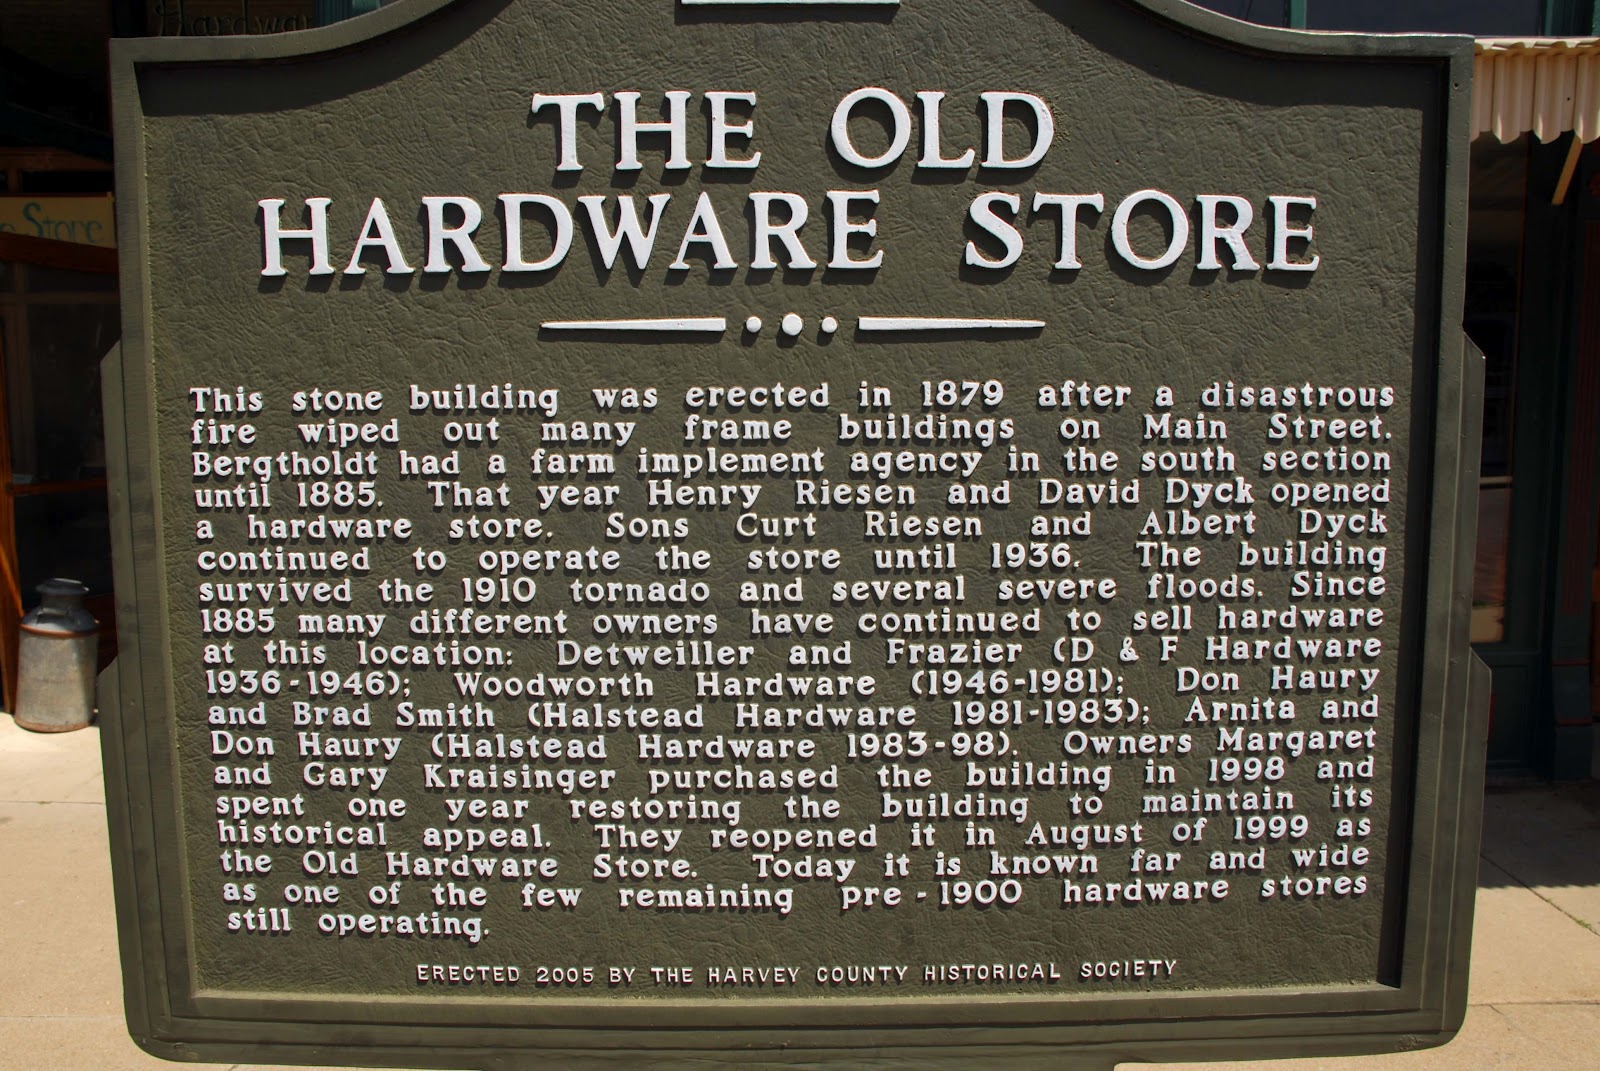 Hardwar
Store
THE OLD
HARDWARE STORE
This stone building was erected in 1879 after a disastrous
fire wiped out many frame buildings on Main Street.
Bergtholdt had a farm implement agency in the south section
until 1885. That year Henry Riesen and David Dyck opened
a hardware store. Sons Curt Riesen and Albert Dyck
continued to operate the store until 1936. The building
survived the 1910 tornado and several severe floods. Since
1885 many different owners have continued to sell hardware
at this location: Detweiller and Frazier (D & F Hardware
1936-1946); Woodworth Hardware (1946-1981); Don Haury
and Brad Smith (Halstead Hardware 1981-1983); Arnita and
Don Haury (Halstead Hardware 1983-98). Owners Margaret
and Gary Kraisinger purchased the building in 1998 and
spent one year restoring the building to maintain its
historical appeal. They reopened it in August of 1999 as
the Old Hardware Store. Today it is known far and wide
as one of the few remaining pre-1900 hardware stores
still operating.
ERECTED 2005 BY THE HARVEY COUNTY HISTORICAL SOCIETY